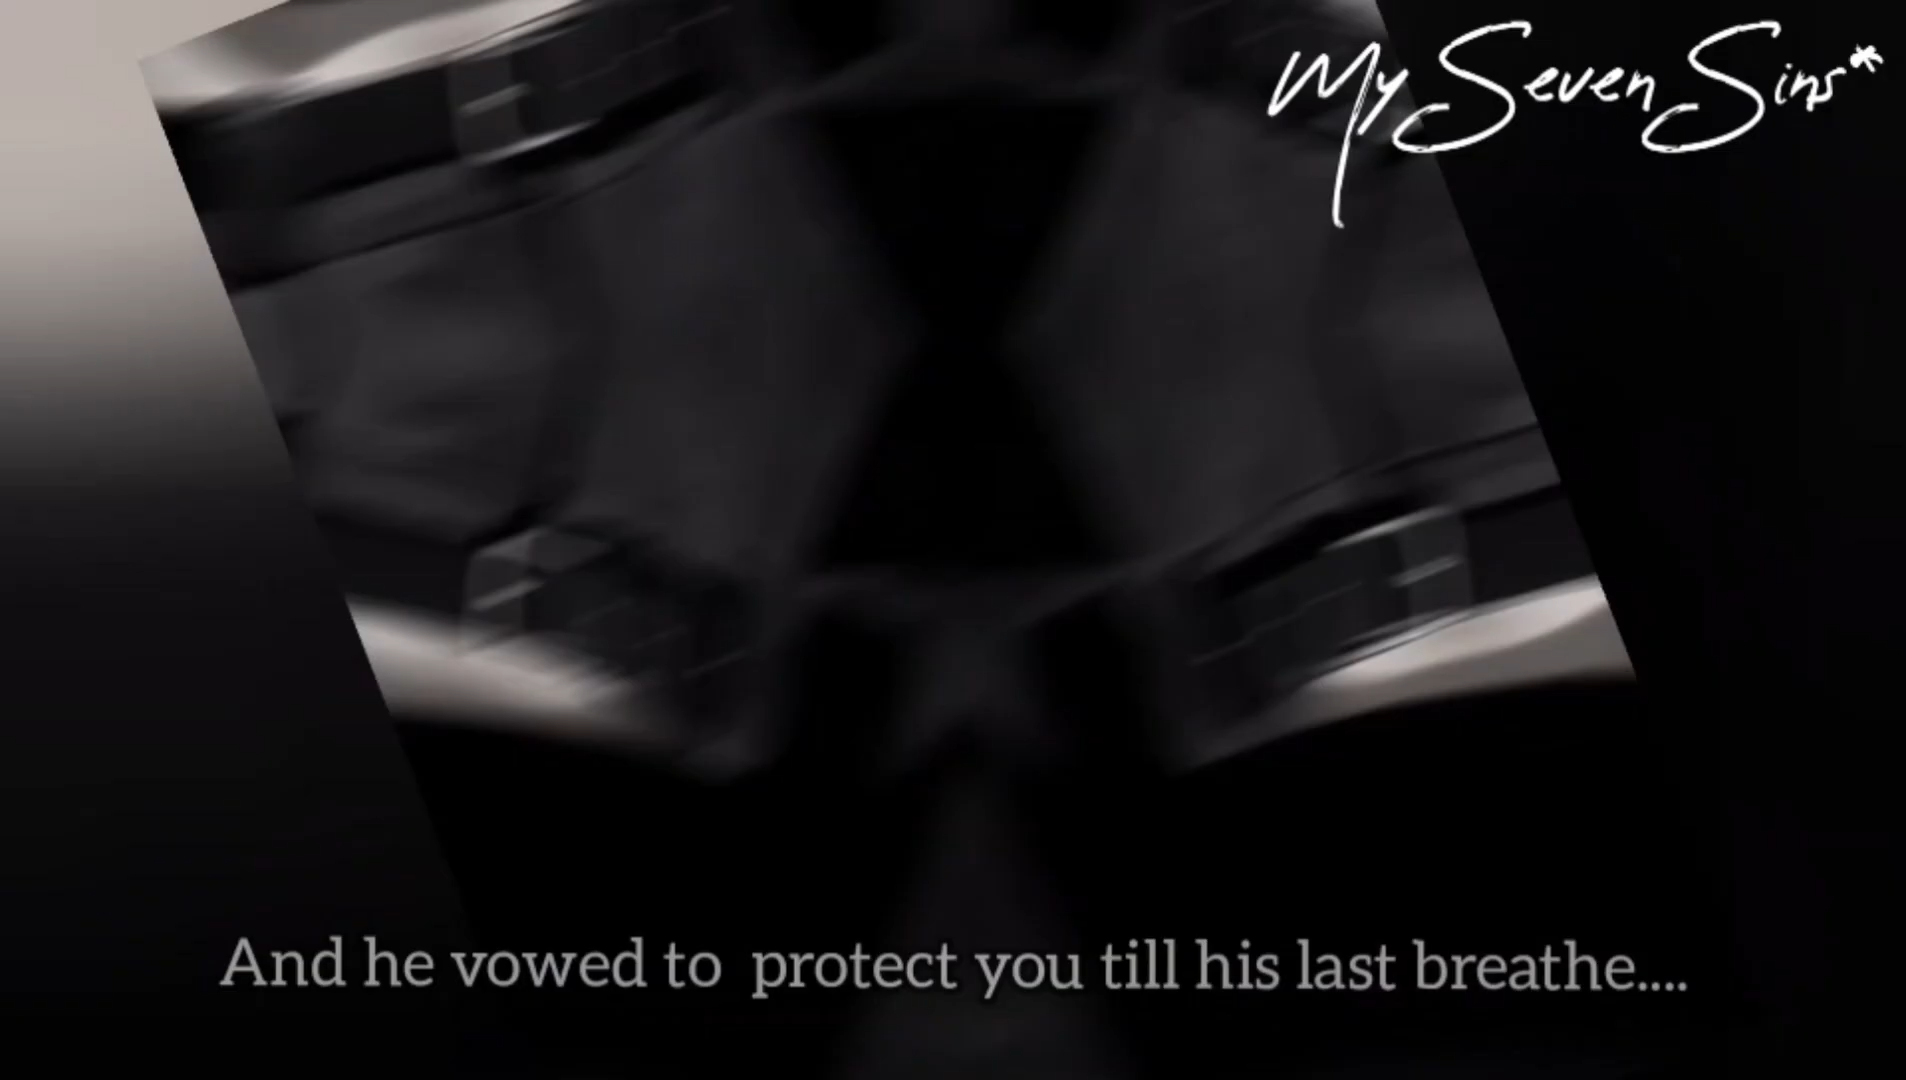 My Seven Sins*
And he vowed to protect you till his last breathe....